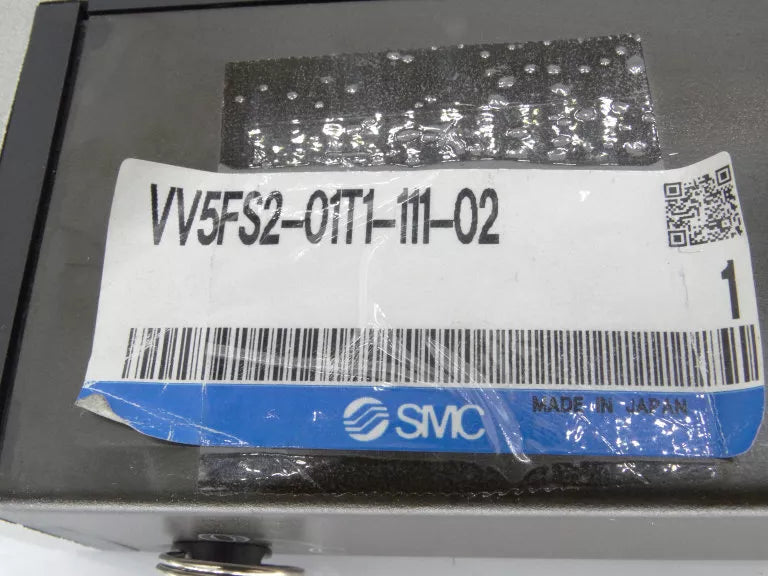 VV5FS2-01T1-111-02
1
SMC
MADE IN JAPAN